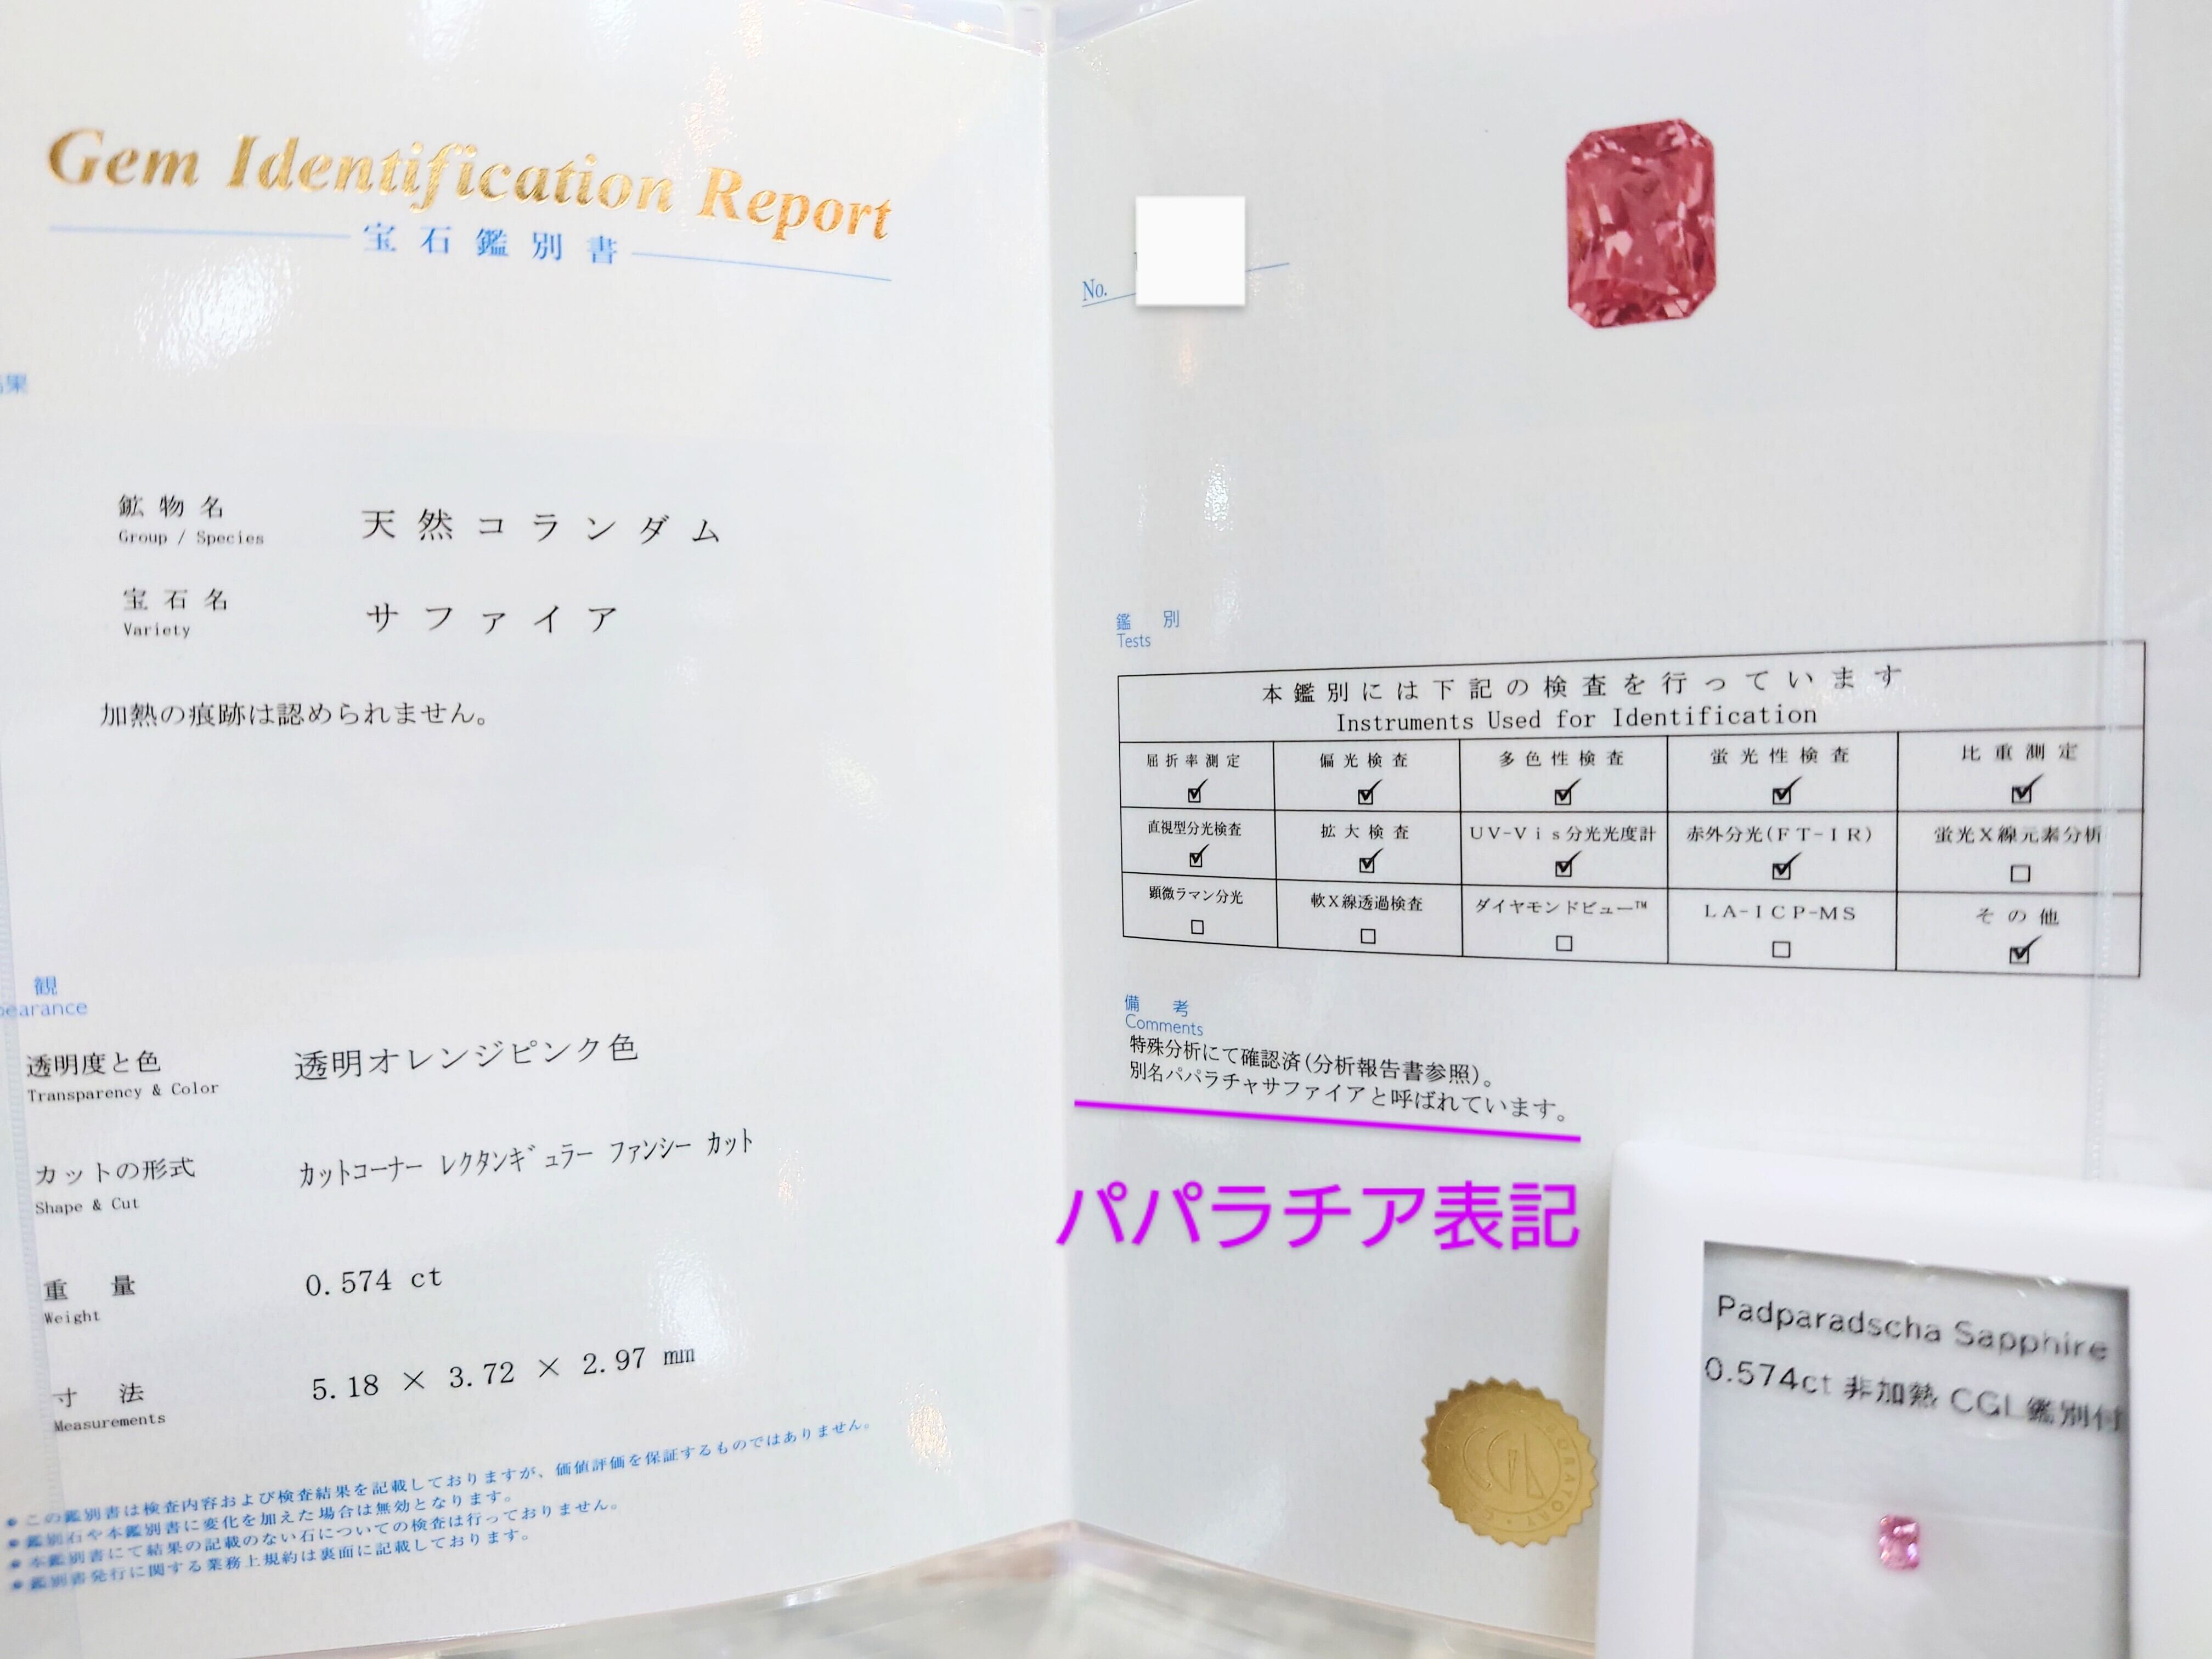 Gem Identification Report
宝石鑑別書
果
鉱物名
Group / Species
天然コランダム
宝石名
Variety
サファイア
加熱の痕跡は認められません。
観
pearance
透明度と色
Transparency & Color
透明オレンジピンク色
カットの形式
Shape & Cut
ｶｯﾄｺｰﾅｰ ﾚｸﾀﾝｷﾞｭﾗｰ ﾌｧﾝｼｰ ｶｯﾄ
重量
Weight
0.574 ct
寸法
Measurements
5.18 × 3.72 × 2.97 mm
●この鑑別書は検査内容および検査結果を記載しておりますが、価値評価を保証するものではありません。
●鑑別石や本鑑別書に変化を加えた場合は無効となります。
●本鑑別書にて結果の記載のない石についての検査は行っておりません。
●鑑別書発行に関する業務上規約は裏面に記載しております。
No.
鑑別
Tests
本鑑別には下記の検査を行っています
Instruments Used for Identification
屈折率測定 偏光検査 多色性検査 蛍光性検査 比重測定
☑ ☑ ☑ ☑ ☑
直視型分光検査 拡大検査 UV-Vis分光光度計 赤外分光(FT-IR) 蛍光X線元素分析
☑ ☑ ☑ ☑ ☐
顕微ラマン分光 軟X線透過検査 ダイヤモンドビュー™ LA-ICP-MS その他
☐ ☐ ☐ ☐ ☑
備考
Comments
特殊分析にて確認済(分析報告書参照)。
別名パパラチャサファイアと呼ばれています。
パパラチア表記
CGL
Padparadscha Sapphire
0.574ct 非加熱 CGL鑑別付